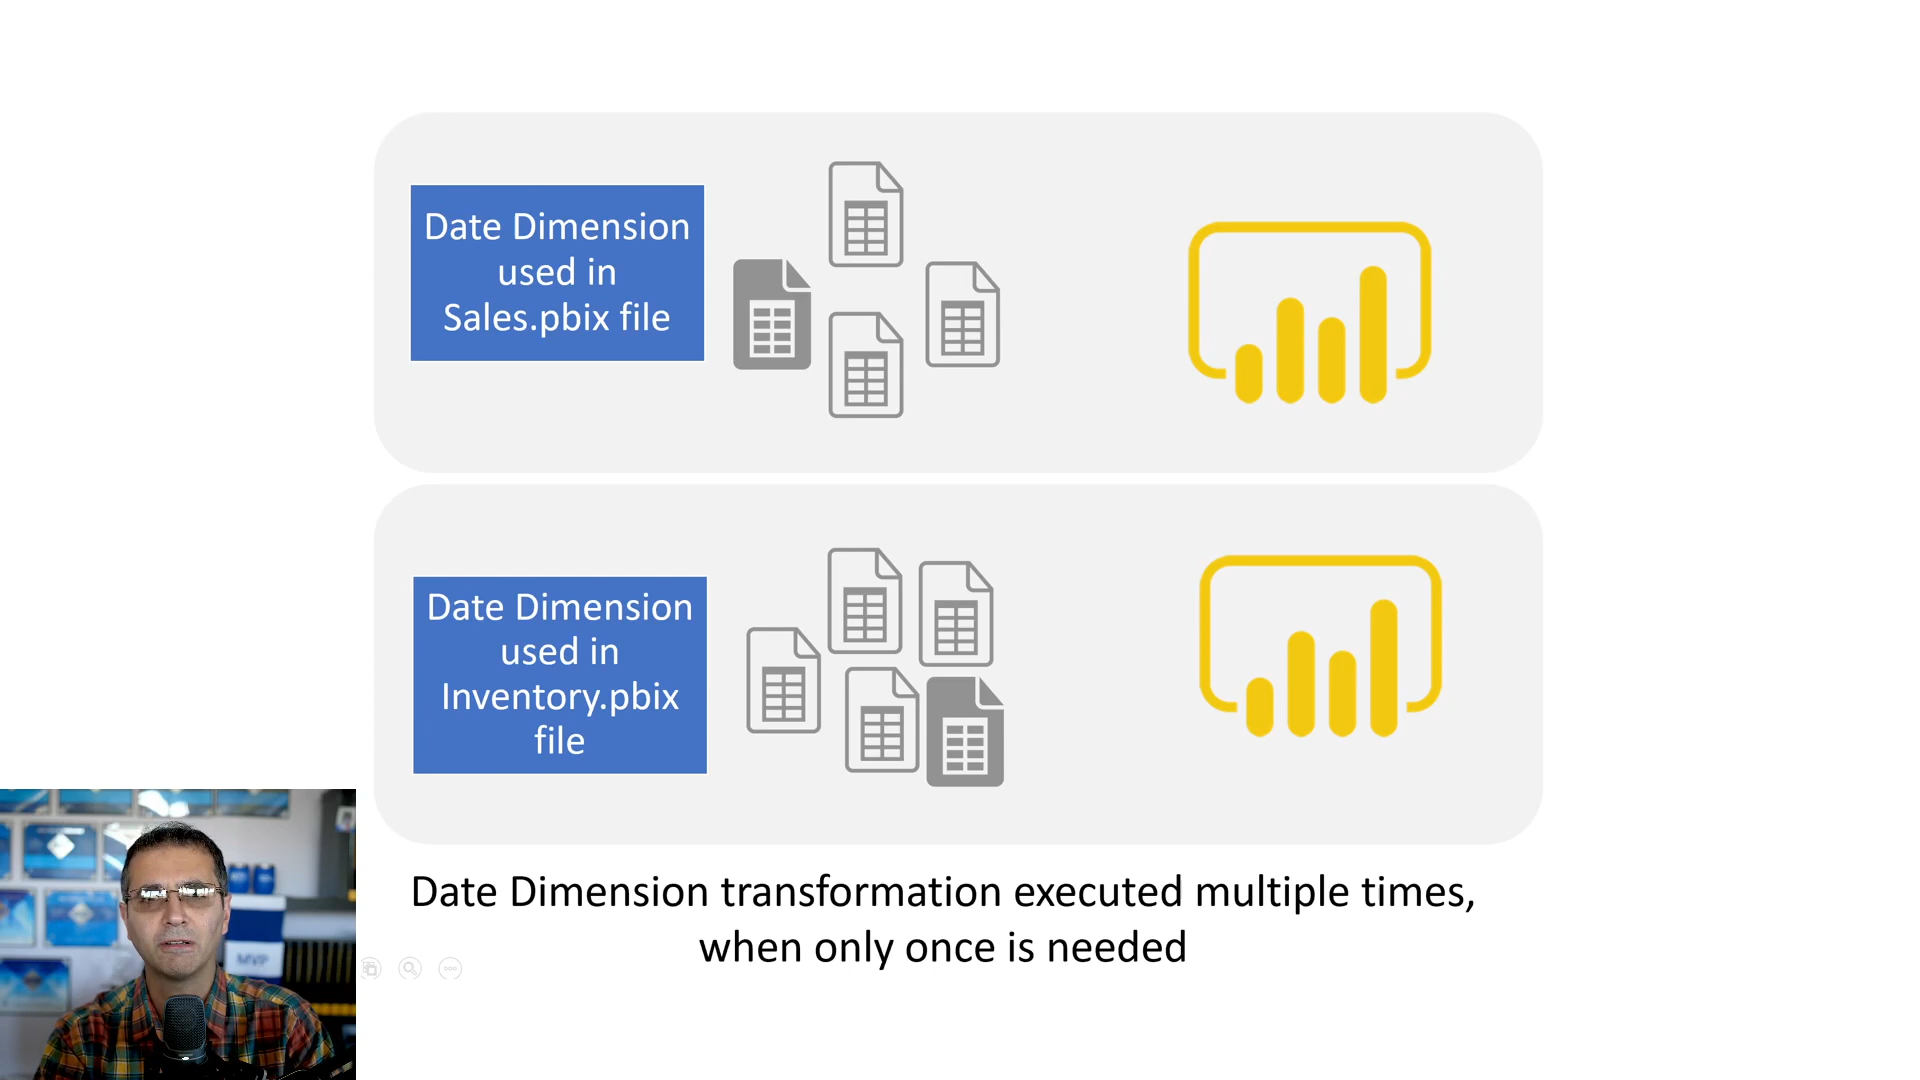 Date Dimension
used in
Sales.pbix file
Date Dimension
used in
Inventory.pbix
file
Date Dimension transformation executed multiple times,
when only once is needed
MVP